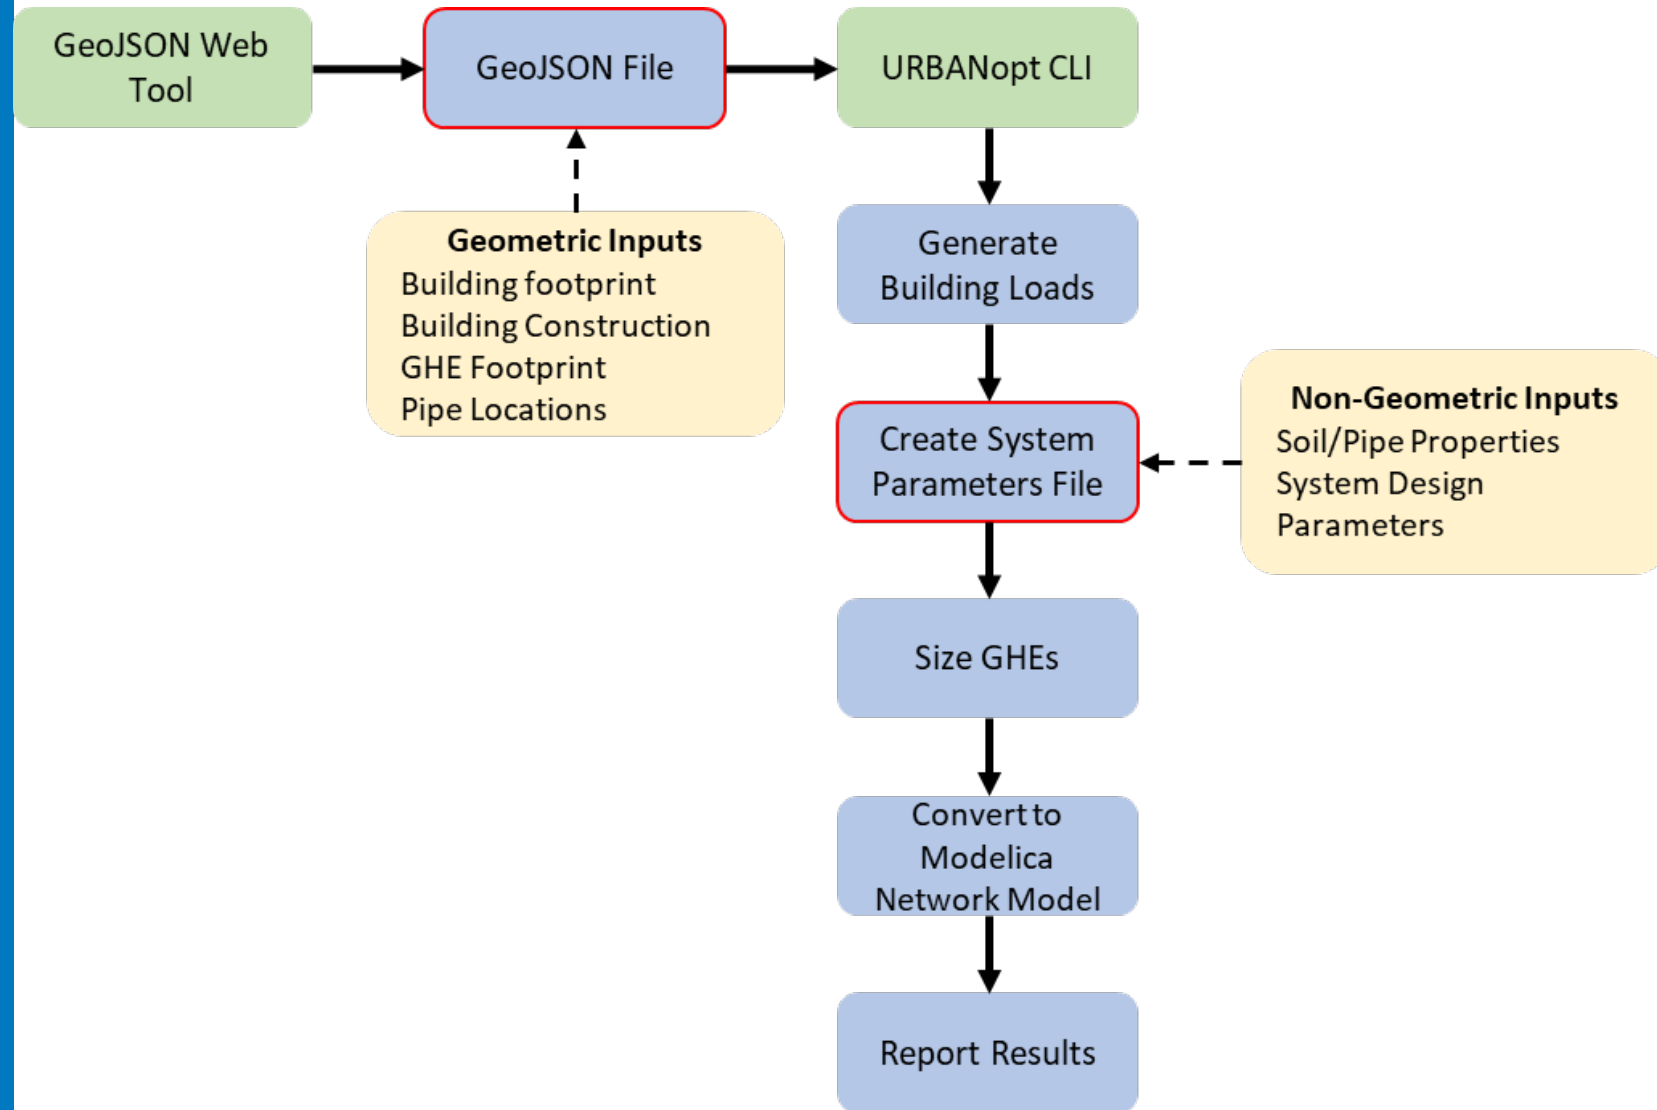 GeoJSON Web
Tool
GeoJSON File
URBANopt CLI
Geometric Inputs
Building footprint
Building Construction
GHE Footprint
Pipe Locations
Generate
Building Loads
Create System
Parameters File
Non-Geometric Inputs
Soil/Pipe Properties
System Design
Parameters
Size GHEs
Convert to
Modelica
Network Model
Report Results